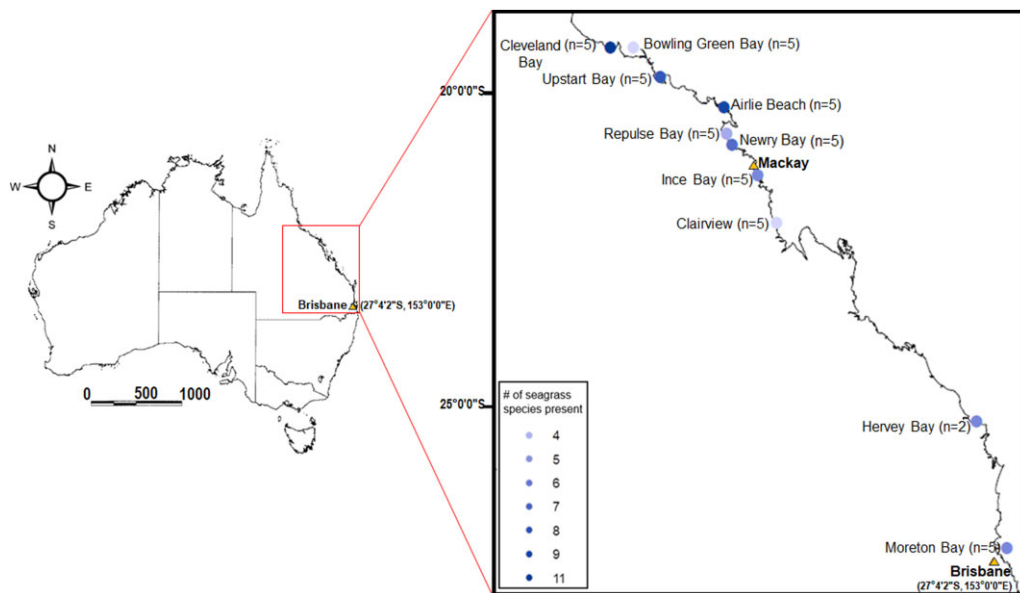 N
W E
S
0 500 1000
Brisbane (27°4'2"S, 153°0'0"E)
20°0'0"S
25°0'0"S
Cleveland (n=5)
Bay
Bowling Green Bay (n=5)
Upstart Bay (n=5)
Airlie Beach (n=5)
Repulse Bay (n=5)
Newry Bay (n=5)
Mackay
Ince Bay (n=5)
Clairview (n=5)
Hervey Bay (n=2)
Moreton Bay (n=5)
Brisbane
(27°4'2"S, 153°0'0"E)
# of seagrass
species present
4
5
6
7
8
9
11